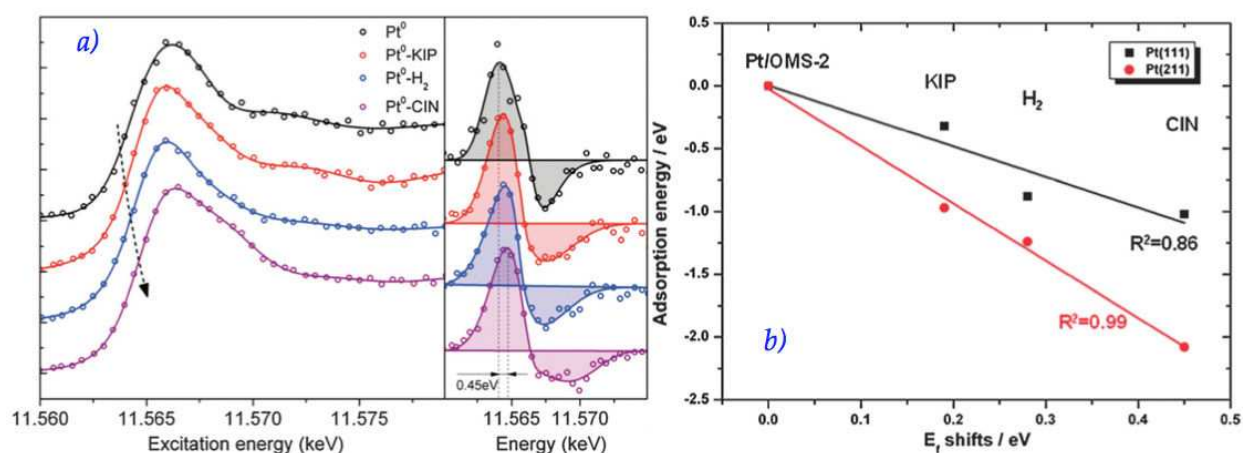 a)
Pt⁰
Pt⁰-KIP
Pt⁰-H₂
Pt⁰-CIN
0.45eV
11.560 11.565 11.570 11.575
Excitation energy (keV)
11.565 11.570
Energy (keV)
Adsorption energy / eV
0.5
0.0
-0.5
-1.0
-1.5
-2.0
-2.5
Pt/OMS-2
KIP
H₂
CIN
Pt(111)
Pt(211)
R²=0.86
R²=0.99
b)
0.0 0.1 0.2 0.3 0.4 0.5
E_f shifts / eV